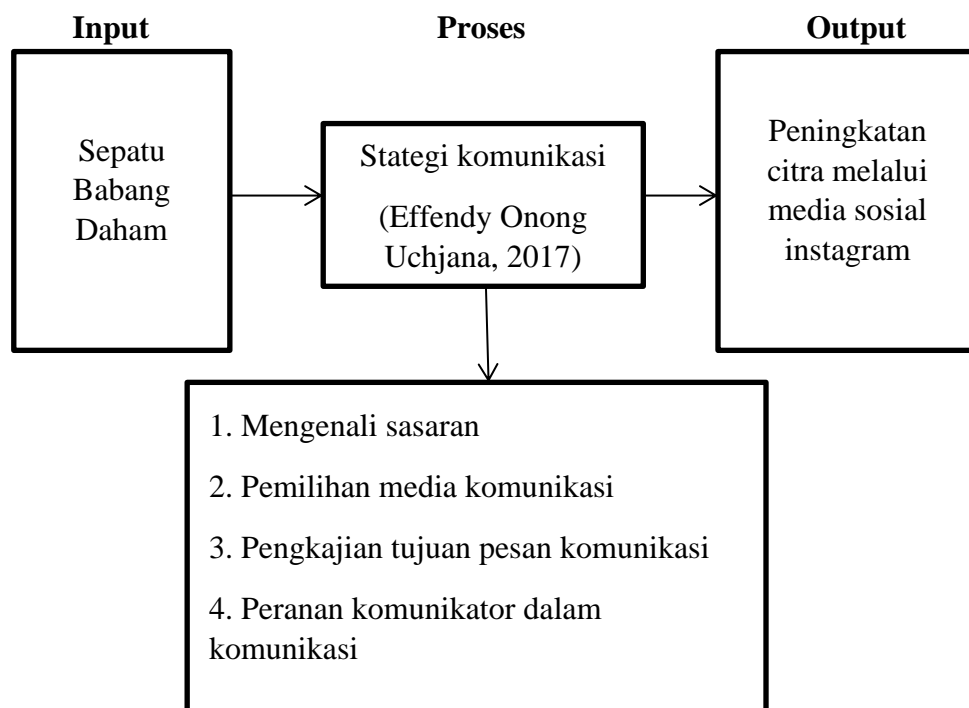 Input
Proses
Output
Sepatu
Babang
Daham
Stategi komunikasi
(Effendy Onong
Uchjana, 2017)
Peningkatan
citra melalui
media sosial
instagram
1. Mengenali sasaran
2. Pemilihan media komunikasi
3. Pengkajian tujuan pesan komunikasi
4. Peranan komunikator dalam
komunikasi